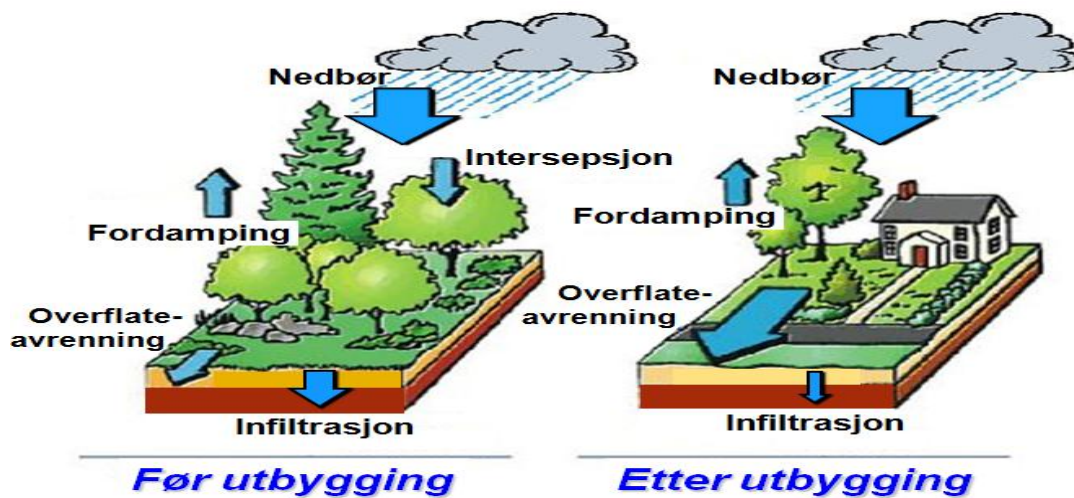 Nedbør
Intersepsjon
Fordamping
Overflate-
avrenning
Infiltrasjon
Før utbygging
Nedbør
Fordamping
Overflate-
avrenning
Infiltrasjon
Etter utbygging